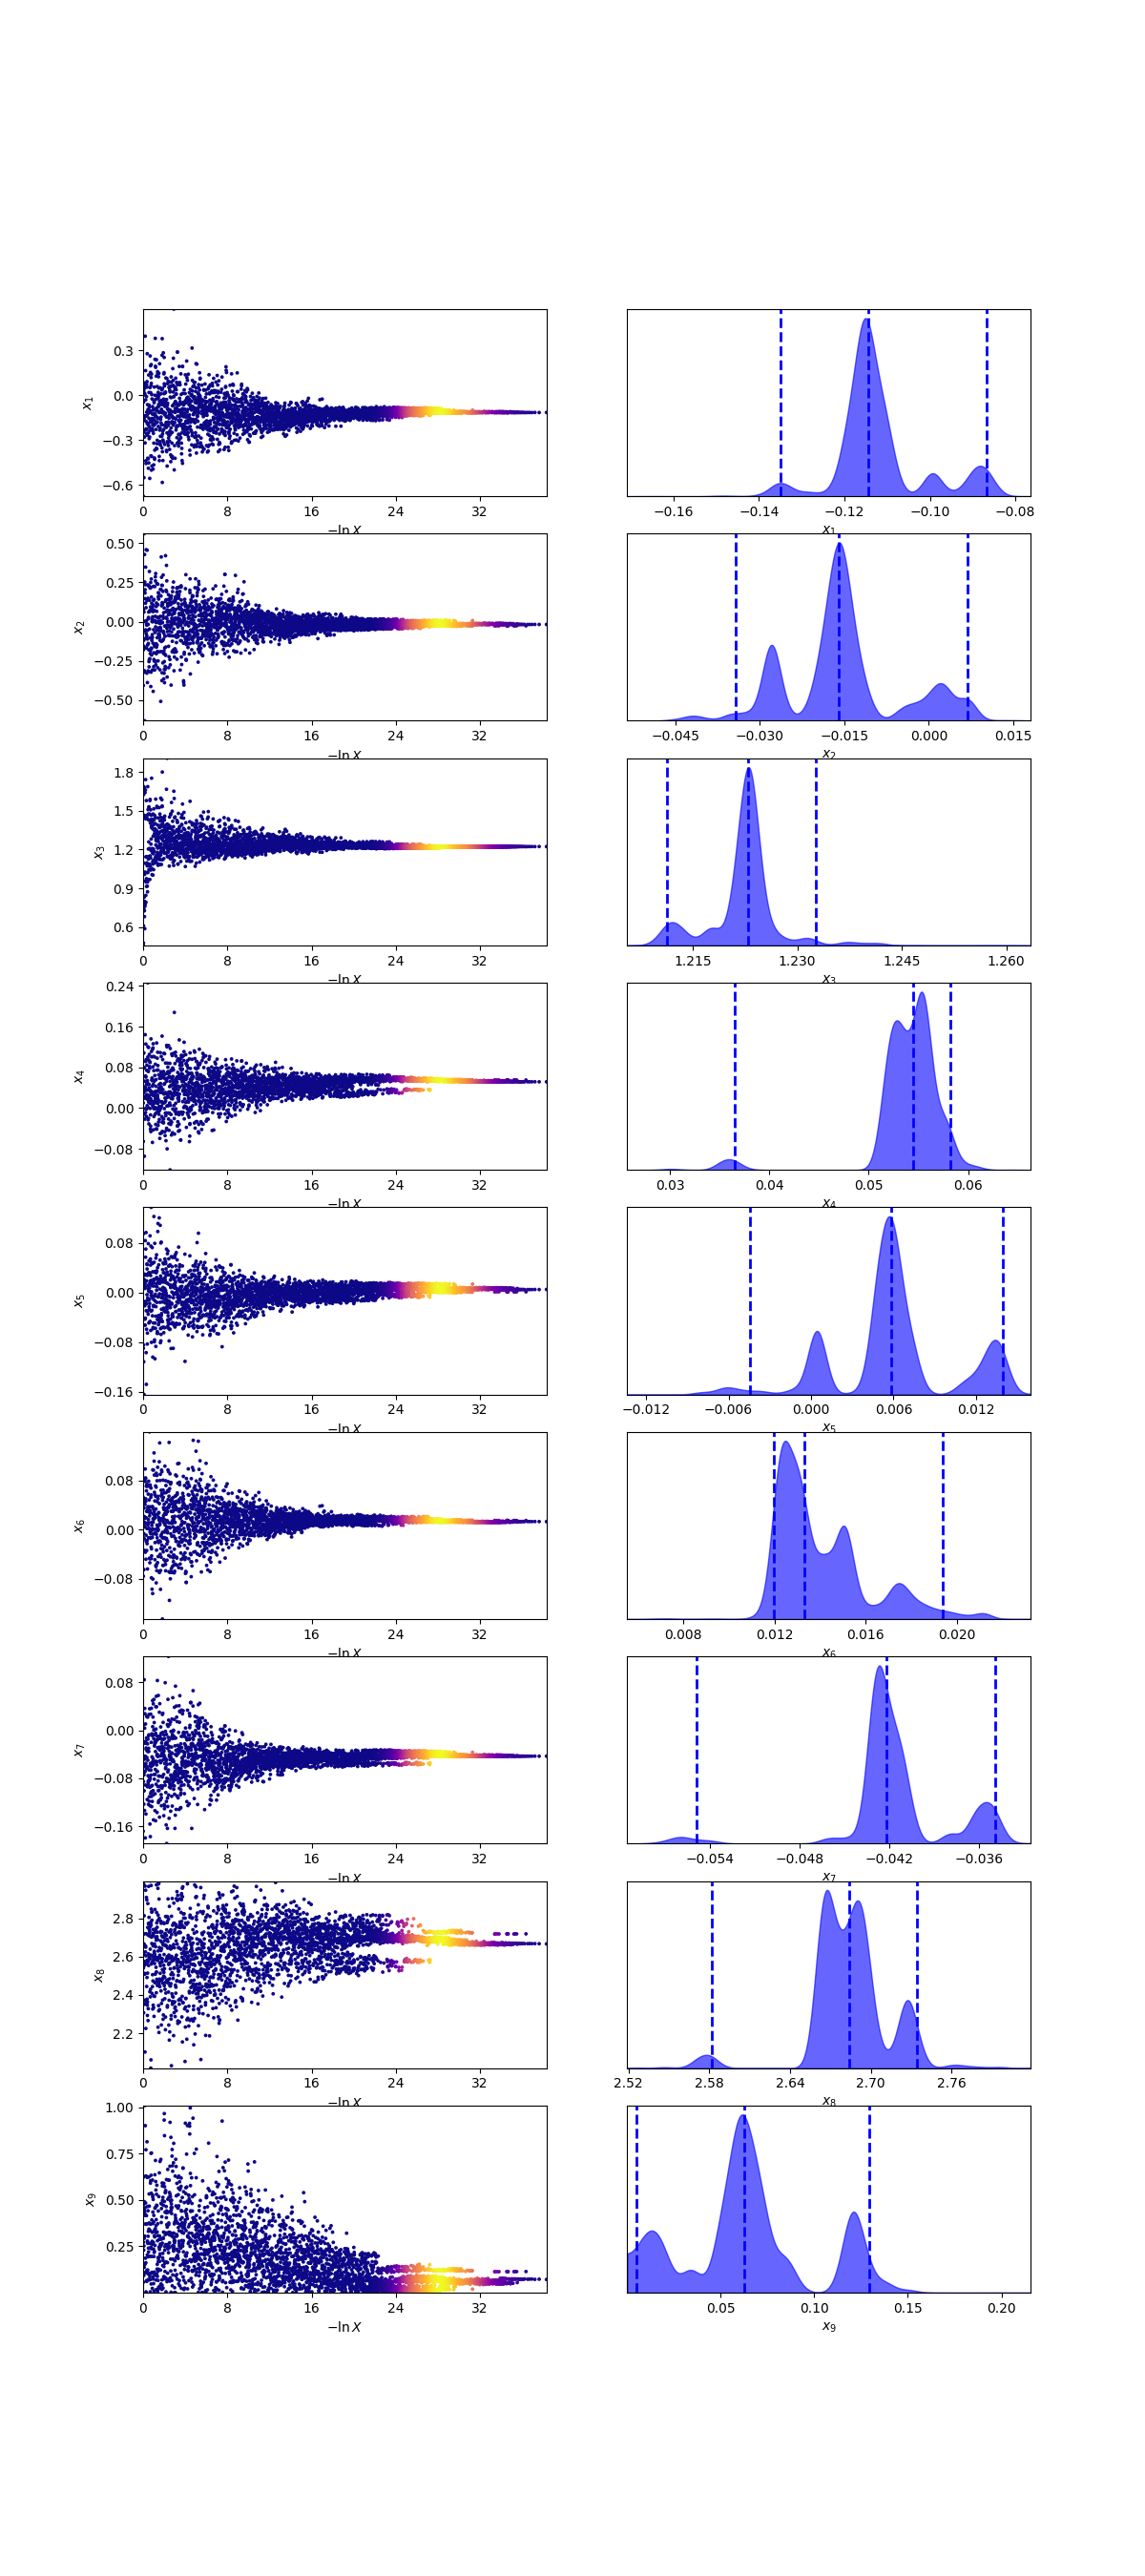 0.3
0.0
−0.3
−0.6
x₁
0 8 16 24 32
−ln X
−0.16 −0.14 −0.12 −0.10 −0.08
x₁
0.50
0.25
0.00
−0.25
−0.50
x₂
0 8 16 24 32
−ln X
−0.045 −0.030 −0.015 0.000 0.015
x₂
1.8
1.5
1.2
0.9
0.6
x₃
0 8 16 24 32
−ln X
1.215 1.230 1.245 1.260
x₃
0.24
0.16
0.08
0.00
−0.08
x₄
0 8 16 24 32
−ln X
0.03 0.04 0.05 0.06
x₄
0.08
0.00
−0.08
−0.16
x₅
0 8 16 24 32
−ln X
−0.012 −0.006 0.000 0.006 0.012
x₅
0.08
0.00
−0.08
x₆
0 8 16 24 32
−ln X
0.008 0.012 0.016 0.020
x₆
0.08
0.00
−0.08
−0.16
x₇
0 8 16 24 32
−ln X
−0.054 −0.048 −0.042 −0.036
x₇
2.8
2.6
2.4
2.2
x₈
0 8 16 24 32
−ln X
2.52 2.58 2.64 2.70 2.76
x₈
1.00
0.75
0.50
0.25
x₉
0 8 16 24 32
−ln X
0.05 0.10 0.15 0.20
x₉